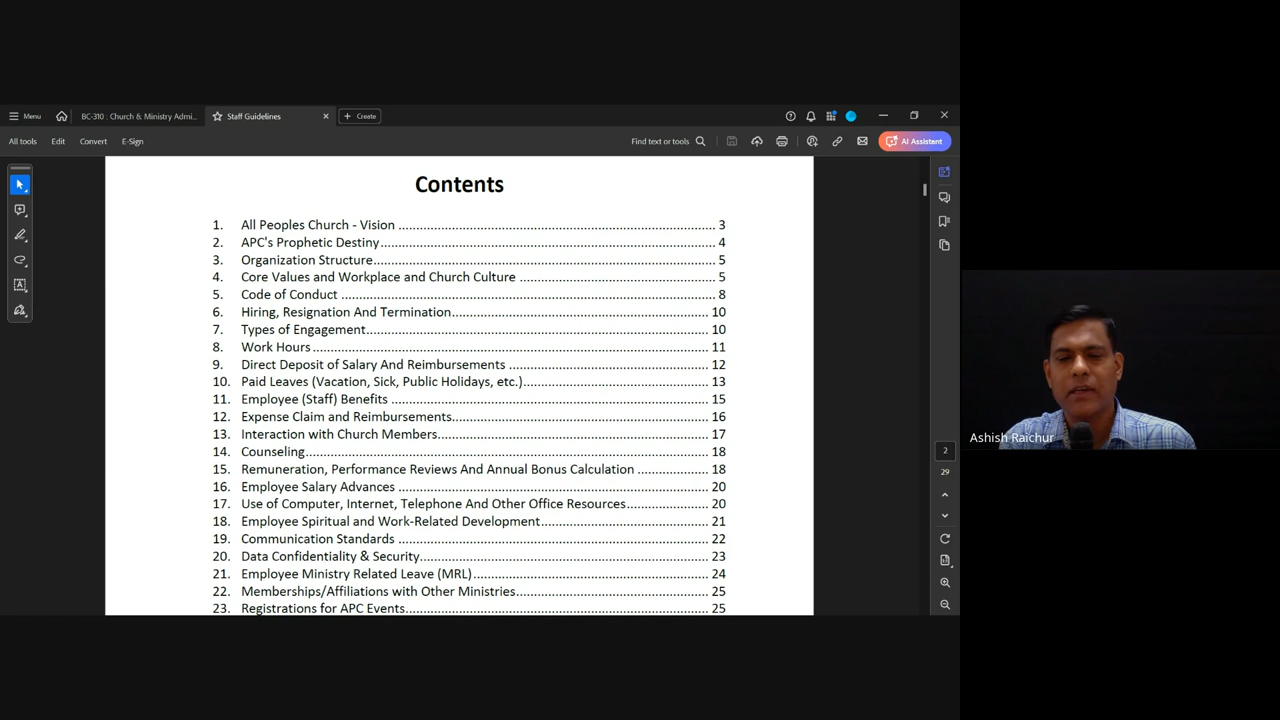 Menu
BC-310 : Church & Ministry Admi...
Staff Guidelines
Create
All tools Edit Convert E-Sign
Find text or tools
AI Assistant
Contents
1. All Peoples Church - Vision ........ 3
2. APC's Prophetic Destiny........ 4
3. Organization Structure........ 5
4. Core Values and Workplace and Church Culture ........ 5
5. Code of Conduct ........ 8
6. Hiring, Resignation And Termination........ 10
7. Types of Engagement........ 10
8. Work Hours ........ 11
9. Direct Deposit of Salary And Reimbursements ........ 12
10. Paid Leaves (Vacation, Sick, Public Holidays, etc.)........ 13
11. Employee (Staff) Benefits ........ 15
12. Expense Claim and Reimbursements........ 16
13. Interaction with Church Members........ 17
14. Counseling........ 18
15. Remuneration, Performance Reviews And Annual Bonus Calculation ........ 18
16. Employee Salary Advances ........ 20
17. Use of Computer, Internet, Telephone And Other Office Resources........ 20
18. Employee Spiritual and Work-Related Development........ 21
19. Communication Standards ........ 22
20. Data Confidentiality & Security........ 23
21. Employee Ministry Related Leave (MRL)........ 24
22. Memberships/Affiliations with Other Ministries........ 25
23. Registrations for APC Events........ 25
2
29
Ashish Raichur